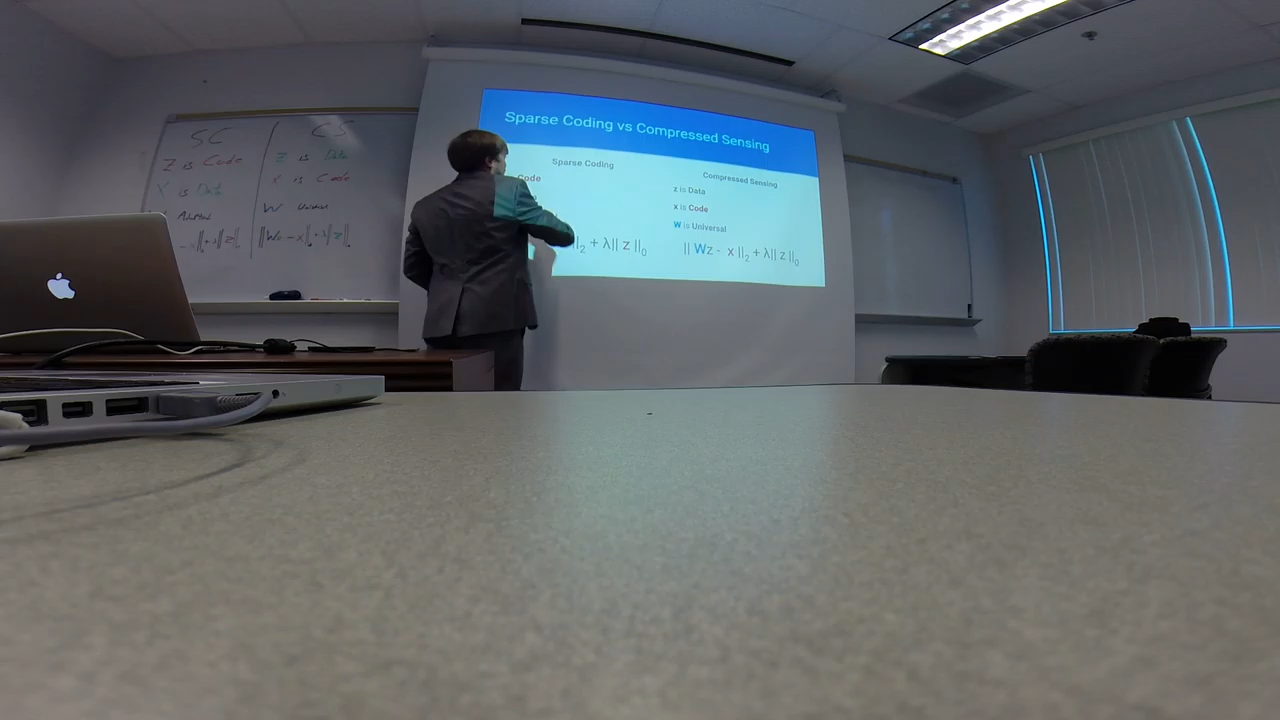 SC
CS
Z is Code
z is Data
X is Data
x is Code
W Universal
‖W
- x‖
+ λ‖z‖
Sparse Coding vs Compressed Sensing
Sparse Coding
Code
‖₂ + λ‖ z ‖₀
Compressed Sensing
z is Data
x is Code
W is Universal
‖ Wz - x ‖₂ + λ‖ z ‖₀